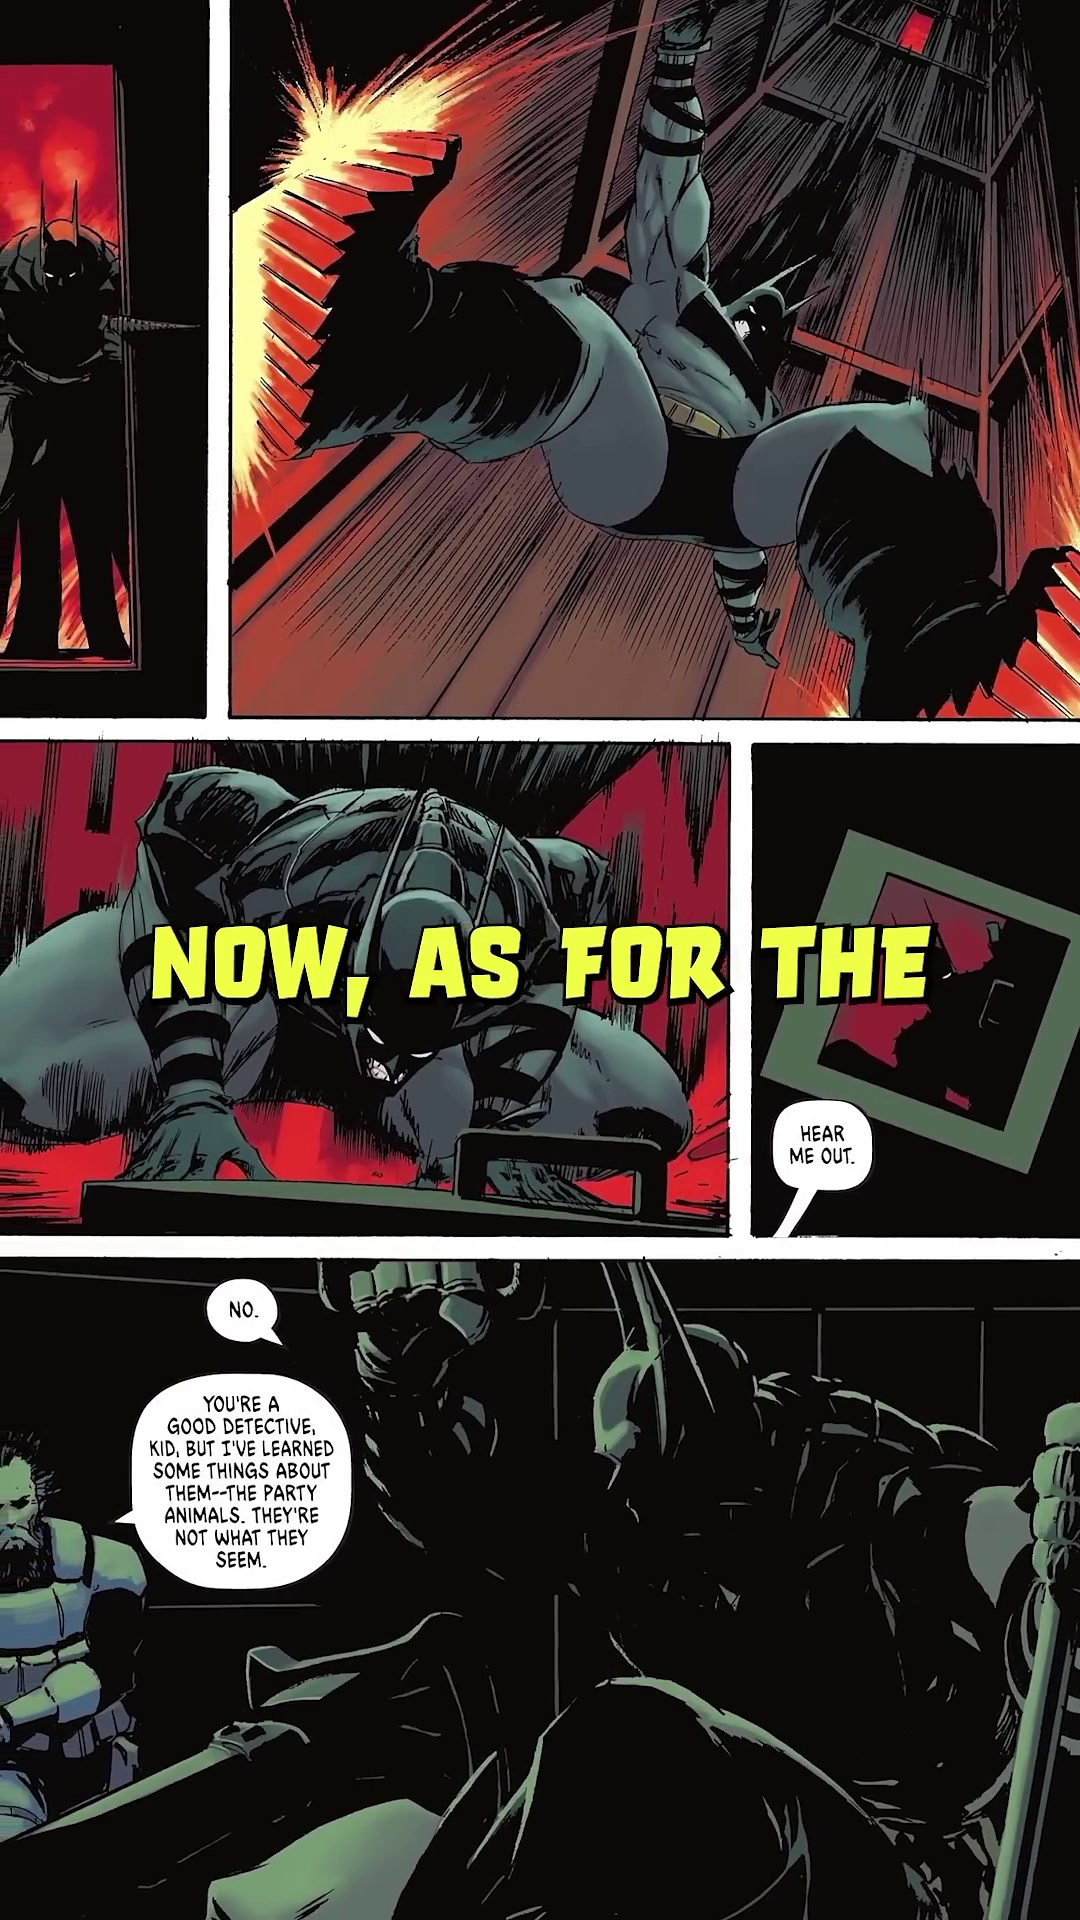 NOW, AS FOR THE
HEAR
ME OUT.
NO.
YOU'RE A
GOOD DETECTIVE,
KID, BUT I'VE LEARNED
SOME THINGS ABOUT
THEM--THE PARTY
ANIMALS. THEY'RE
NOT WHAT THEY
SEEM.